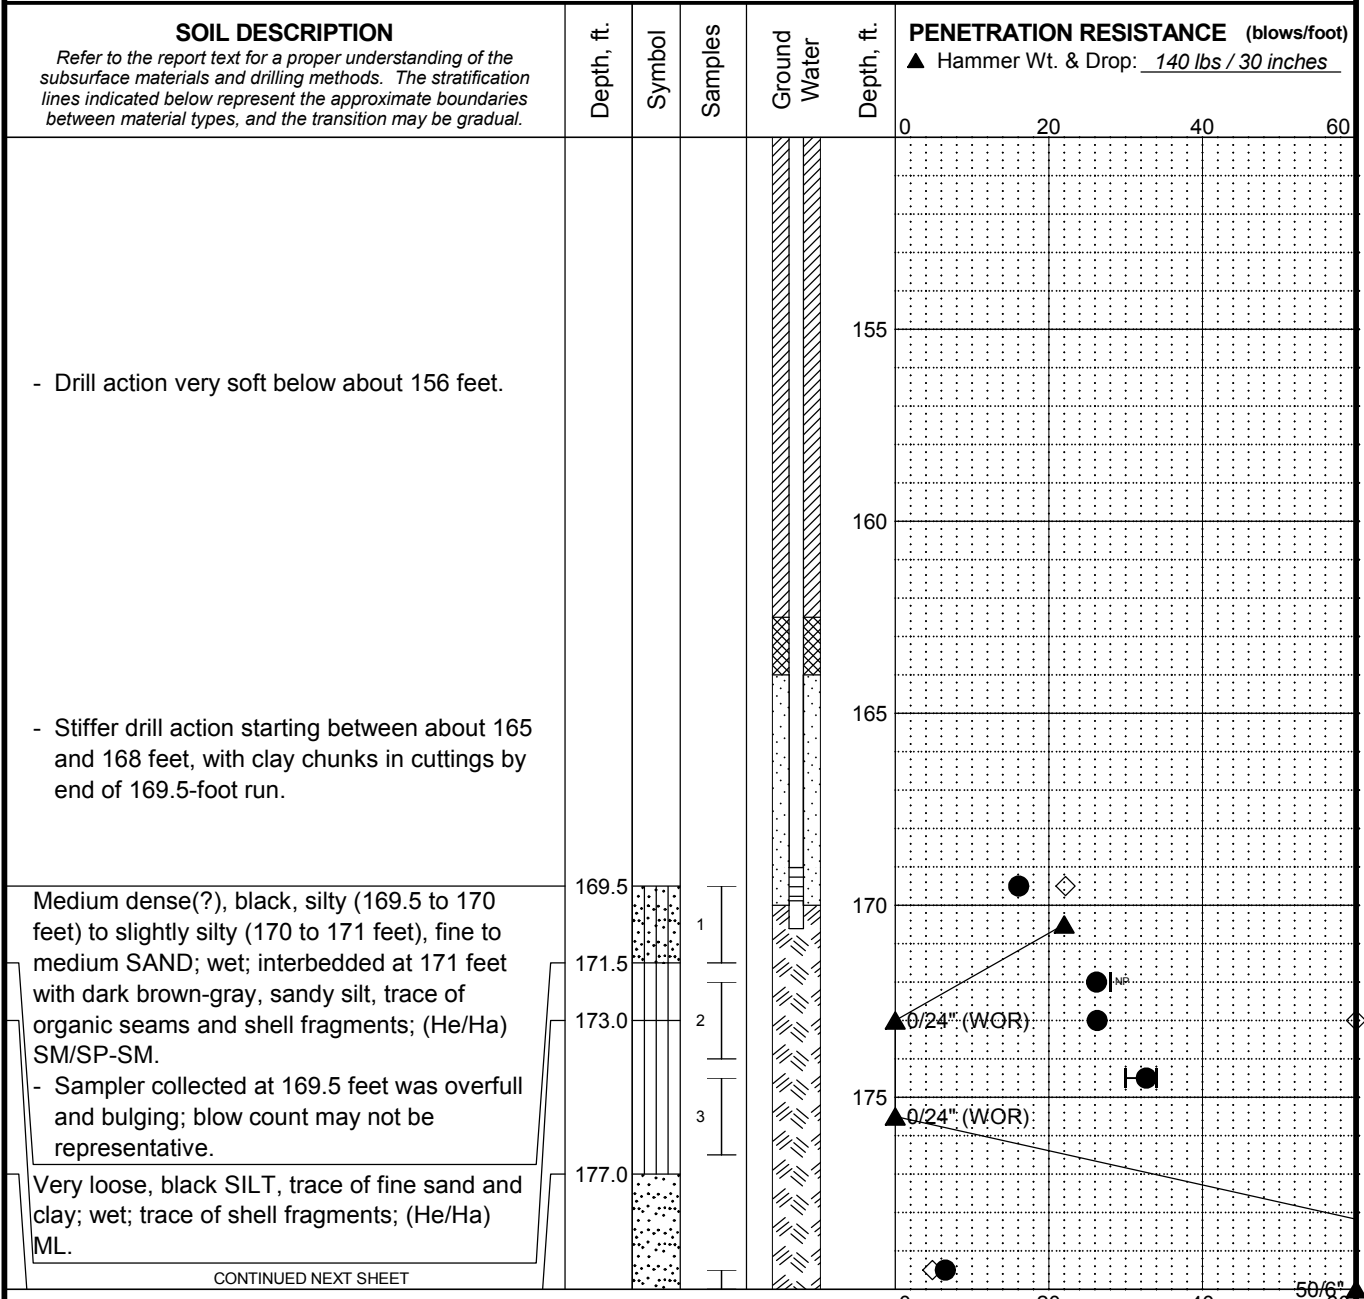 SOIL DESCRIPTION
Refer to the report text for a proper understanding of the
subsurface materials and drilling methods. The stratification
lines indicated below represent the approximate boundaries
between material types, and the transition may be gradual.
Depth, ft.
Symbol
Samples
Ground
Water
Depth, ft.
PENETRATION RESISTANCE (blows/foot)
▲ Hammer Wt. & Drop: 140 lbs / 30 inches
0 20 40 60
155
- Drill action very soft below about 156 feet.
160
165
- Stiffer drill action starting between about 165
and 168 feet, with clay chunks in cuttings by
end of 169.5-foot run.
169.5
Medium dense(?), black, silty (169.5 to 170
feet) to slightly silty (170 to 171 feet), fine to
medium SAND; wet; interbedded at 171 feet
with dark brown-gray, sandy silt, trace of
organic seams and shell fragments; (He/Ha)
SM/SP-SM.
- Sampler collected at 169.5 feet was overfull
and bulging; blow count may not be
representative.
1
170
171.5
NP
173.0
2
0/24" (WOR)
175
3
0/24" (WOR)
177.0
Very loose, black SILT, trace of fine sand and
clay; wet; trace of shell fragments; (He/Ha)
ML.
CONTINUED NEXT SHEET
50/6"
0 20 40 60